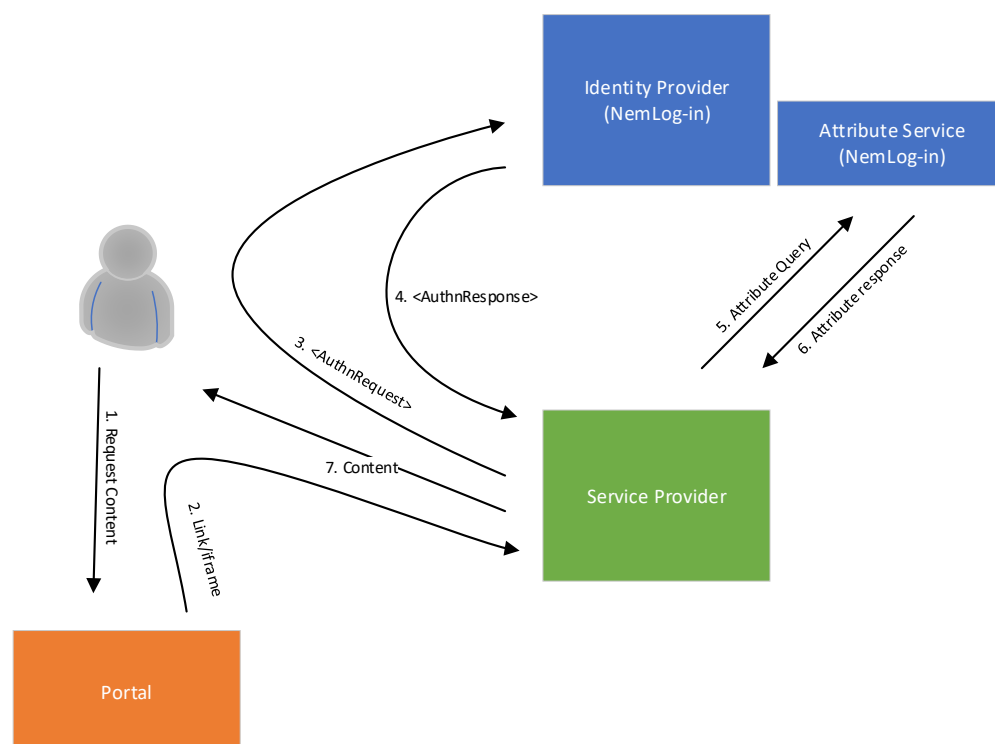 Identity Provider
(NemLog-in)
Attribute Service
(NemLog-in)
4. <AuthnResponse>
5. Attribute Query
6. Attribute response
3. <AuthnRequest>
1. Request Content
7. Content
2. Link/iframe
Service Provider
Portal